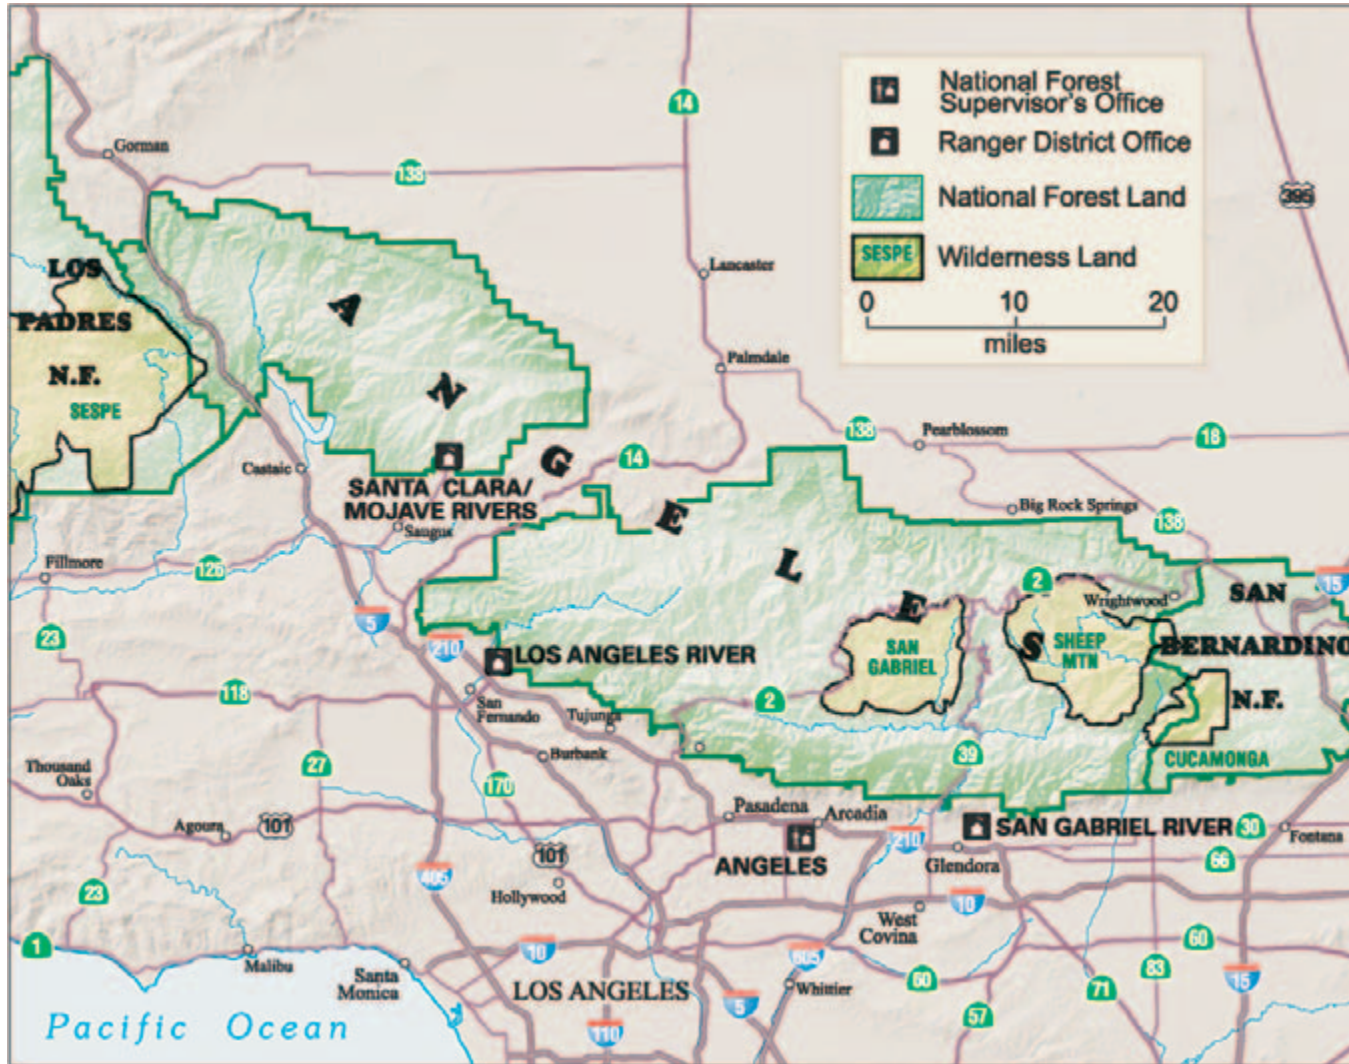 National Forest
Supervisor's Office
Ranger District Office
National Forest Land
SESPE
Wilderness Land
0 10 20
miles
14
138
395
Gorman
Lancaster
Palmdale
LOS
PADRES
N.F.
SESPE
A
N
G
E
L
E
S
138
Pearblossom
18
14
Castaic
SANTA CLARA/
MOJAVE RIVERS
Saugus
Big Rock Springs
138
Fillmore
126
23
5
210
2
Wrightwood
SAN
BERNARDINO
N.F.
15
SAN
GABRIEL
SHEEP
MTN
CUCAMONGA
LOS ANGELES RIVER
118
San
Fernando
Tujunga
2
39
Burbank
27
170
Thousand
Oaks
Agoura
101
Pasadena
Arcadia
SAN GABRIEL RIVER
30
Fontana
ANGELES
210
Glendora
66
101
405
Hollywood
23
10
West
Covina
1
Malibu
Santa
Monica
10
LOS ANGELES
605
60
60
83
15
Whittier
71
5
57
110
Pacific Ocean